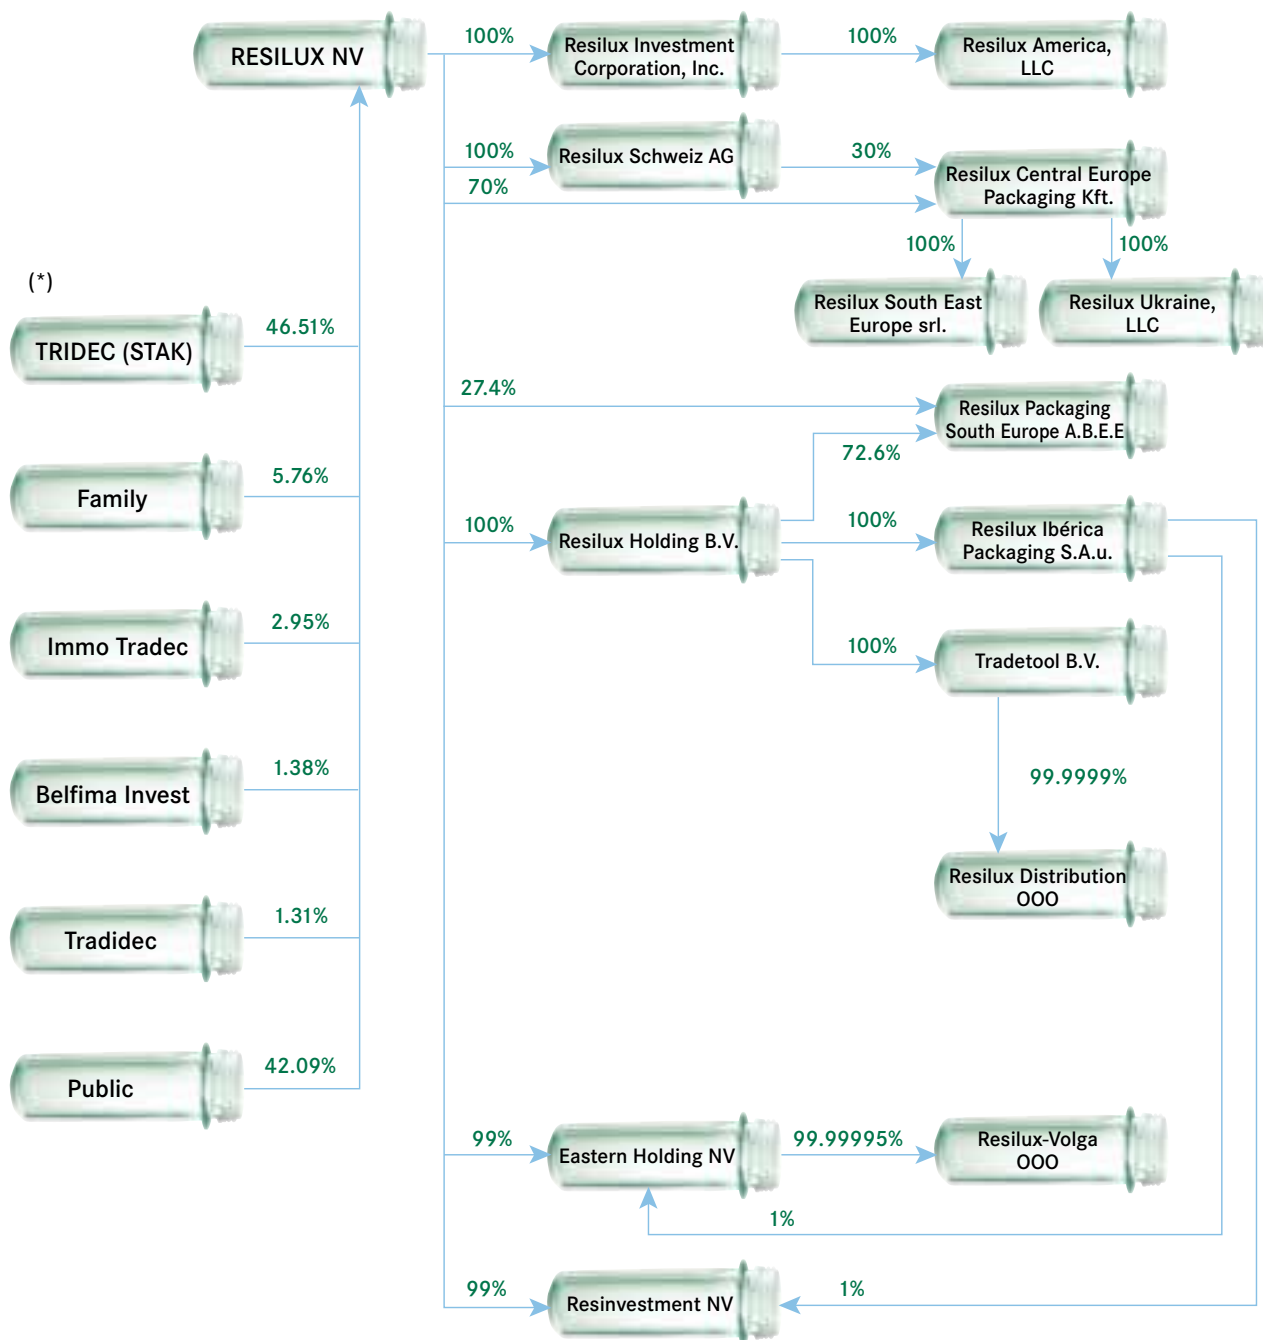 RESILUX NV
100%
Resilux Investment
Corporation, Inc.
100%
Resilux America,
LLC
100%
Resilux Schweiz AG
30%
70%
Resilux Central Europe
Packaging Kft.
100%
100%
Resilux South East
Europe srl.
Resilux Ukraine,
LLC
(*)
TRIDEC (STAK)
46.51%
27.4%
Resilux Packaging
South Europe A.B.E.E
72.6%
Family
5.76%
100%
Resilux Holding B.V.
100%
Resilux Ibérica
Packaging S.A.u.
Immo Tradec
2.95%
100%
Tradetool B.V.
Belfima Invest
1.38%
99.9999%
Resilux Distribution
OOO
Tradidec
1.31%
Public
42.09%
99%
Eastern Holding NV
99.99995%
Resilux-Volga
OOO
1%
99%
Resinvestment NV
1%